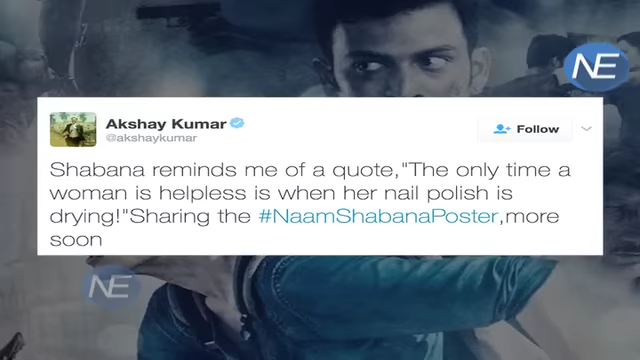 NE
Akshay Kumar
@akshaykumar
Follow
Shabana reminds me of a quote,"The only time a
woman is helpless is when her nail polish is
drying!"Sharing the #NaamShabanaPoster,more
soon
NE